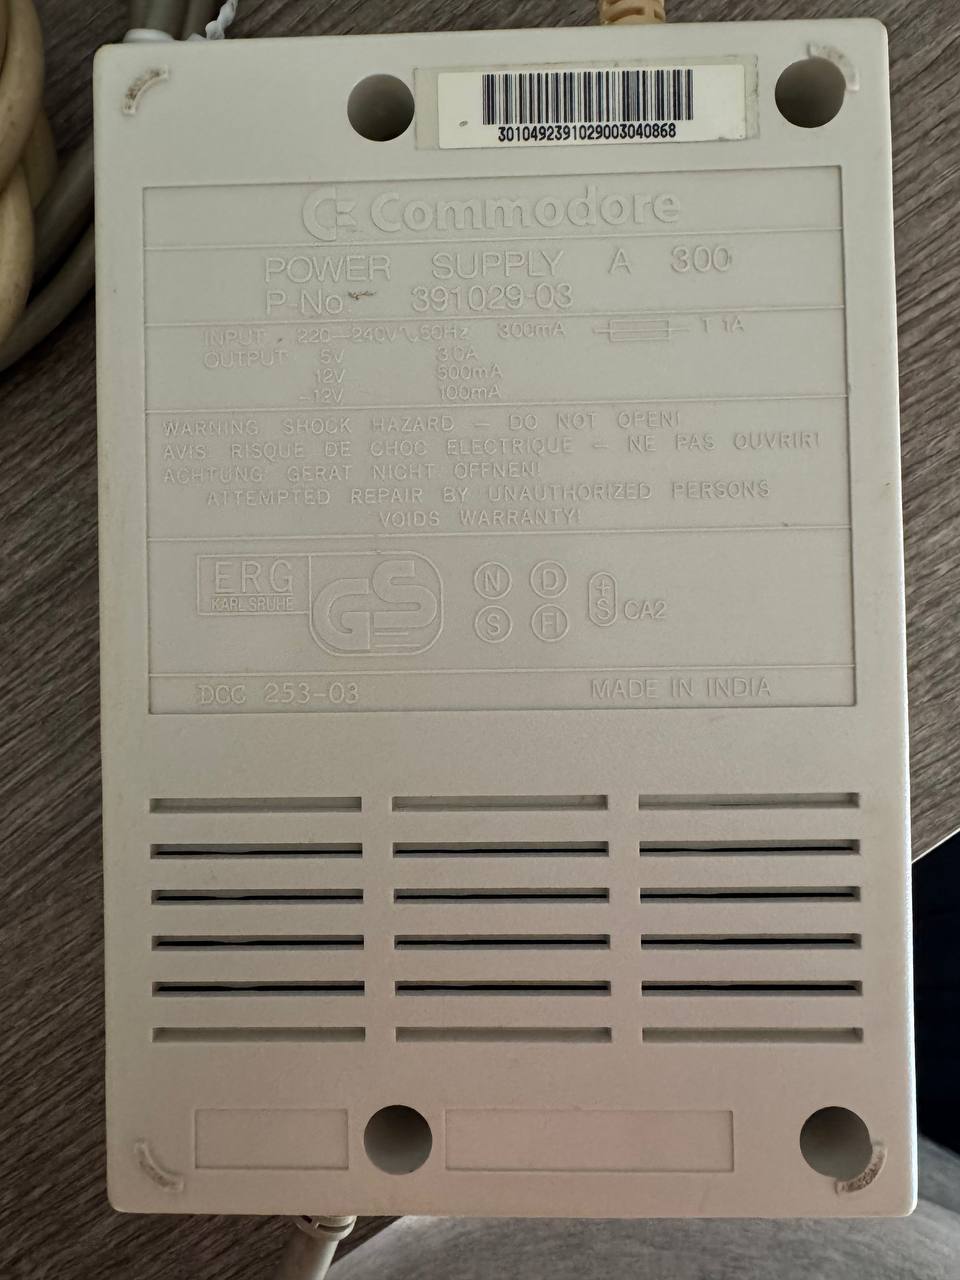 3010492391029003040868
Commodore
POWER SUPPLY A 300
P-No. 391029-03
INPUT 220-240V~50Hz 300mA T 1A
OUTPUT 5V 3.0A
12V 500mA
-12V 100mA
WARNING SHOCK HAZARD - DO NOT OPEN!
AVIS RISQUE DE CHOC ELECTRIQUE - NE PAS OUVRIR!
ACHTUNG GERAT NICHT OFFNEN!
ATTEMPTED REPAIR BY UNAUTHORIZED PERSONS
VOIDS WARRANTY!
ERG
KARLSRUHE
GS
N D
S FI
+S CA2
DCC 253-03 MADE IN INDIA